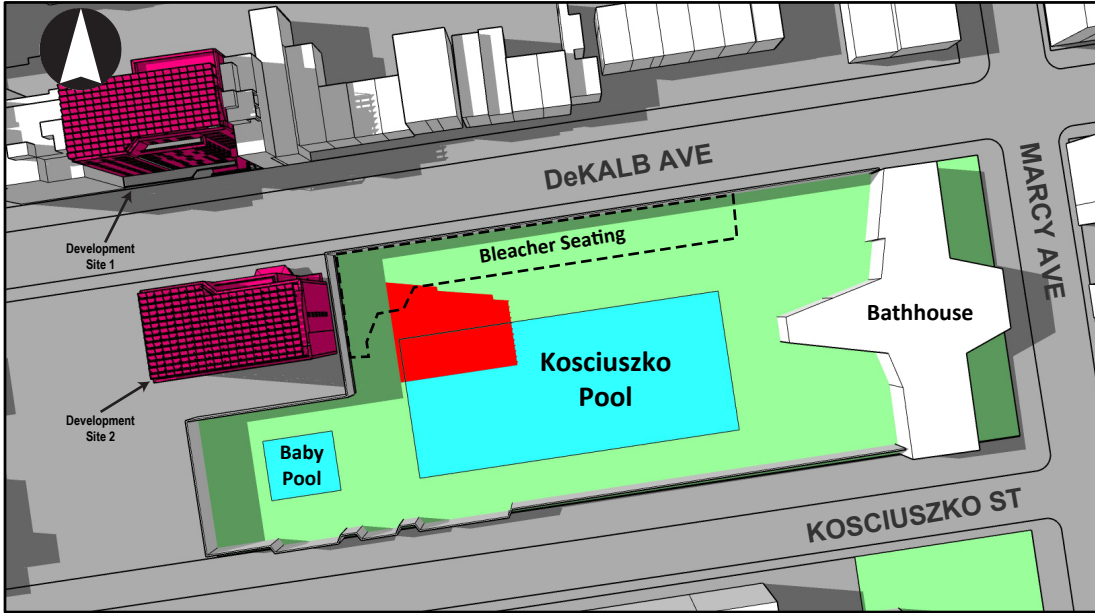 DeKALB AVE
MARCY AVE
Development
Site 1
Bleacher Seating
Bathhouse
Kosciuszko
Pool
Development
Site 2
Baby
Pool
KOSCIUSZKO ST